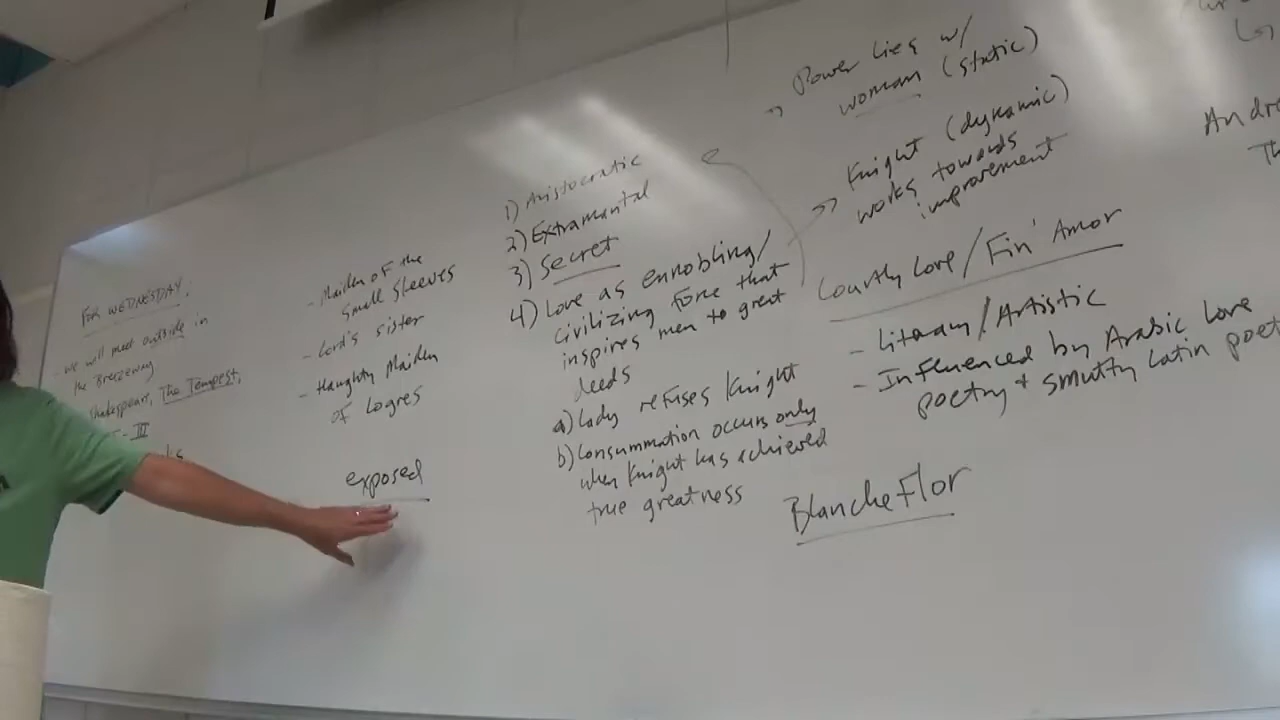 FOR WEDNESDAY:
- we will meet outside in
the Breezeway
Shakespeare, The Tempest,
I-III
- Maiden of the
Small Sleeves
- Lord's sister
- Haughty Maiden
of Logres
exposed
1) Aristocratic
2) Extramarital
3) Secret
4) Love as ennobling/
civilizing force that
inspires men to great
deeds
a) Lady refuses Knight
b) Consummation occurs only
when Knight has achieved
true greatness
Power lies w/
woman (static)
Knight (dynamic)
works towards
improvement
Courtly Love/Fin' Amor
- Literary/Artistic
- Influenced by Arabic Love
poetry + smutty Latin poet
BlancheFlor
Andre